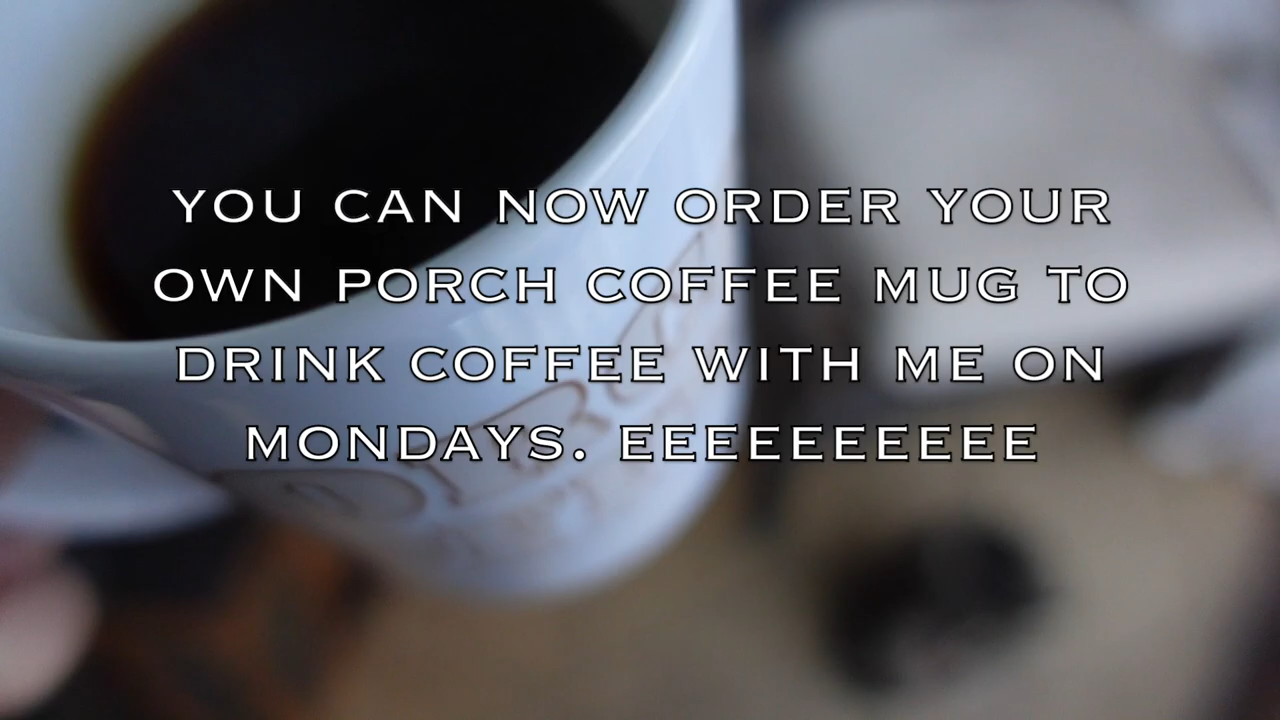 YOU CAN NOW ORDER YOUR
OWN PORCH COFFEE MUG TO
DRINK COFFEE WITH ME ON
MONDAYS. EEEEEEEEEE